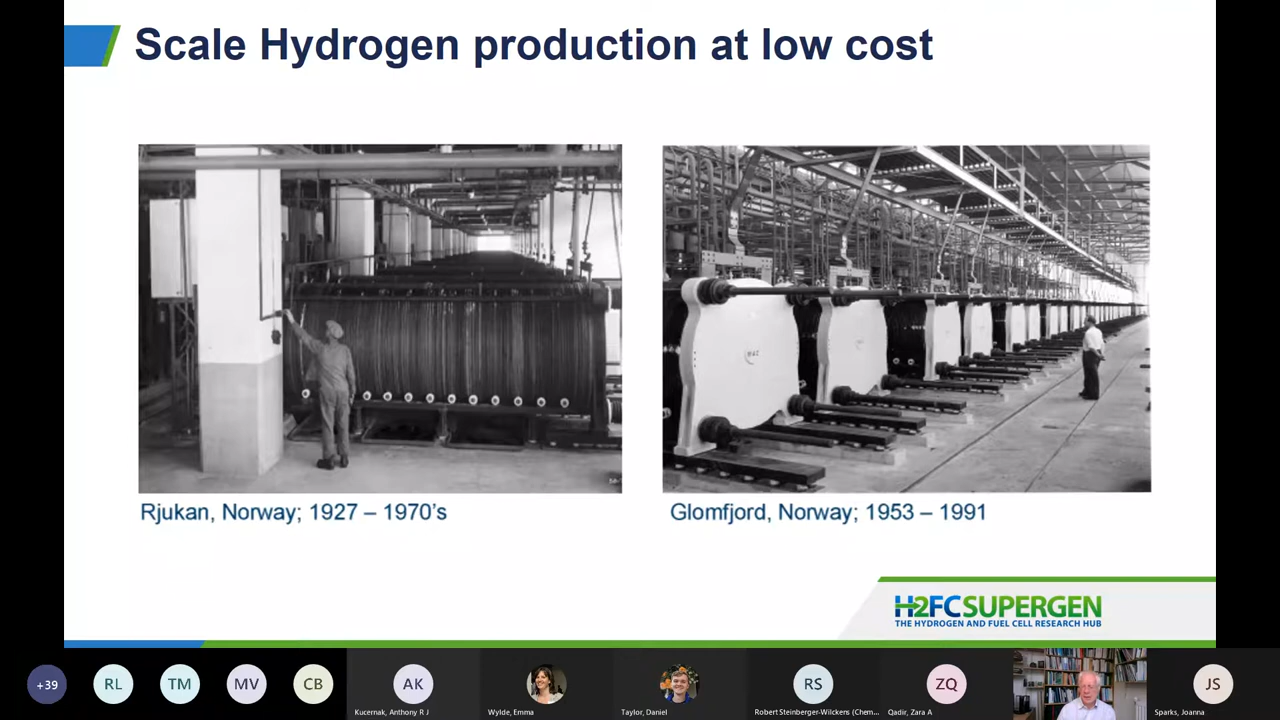 Scale Hydrogen production at low cost
Rjukan, Norway; 1927 – 1970's
Glomfjord, Norway; 1953 – 1991
H2FCSUPERGEN
THE HYDROGEN AND FUEL CELL RESEARCH HUB
+39
RL
TM
MV
CB
AK
RS
ZQ
JS
Kucernak, Anthony R J
Wylde, Emma
Taylor, Daniel
Robert Steinberger-Wilckens (Chem...
Qadir, Zara A
Sparks, Joanna